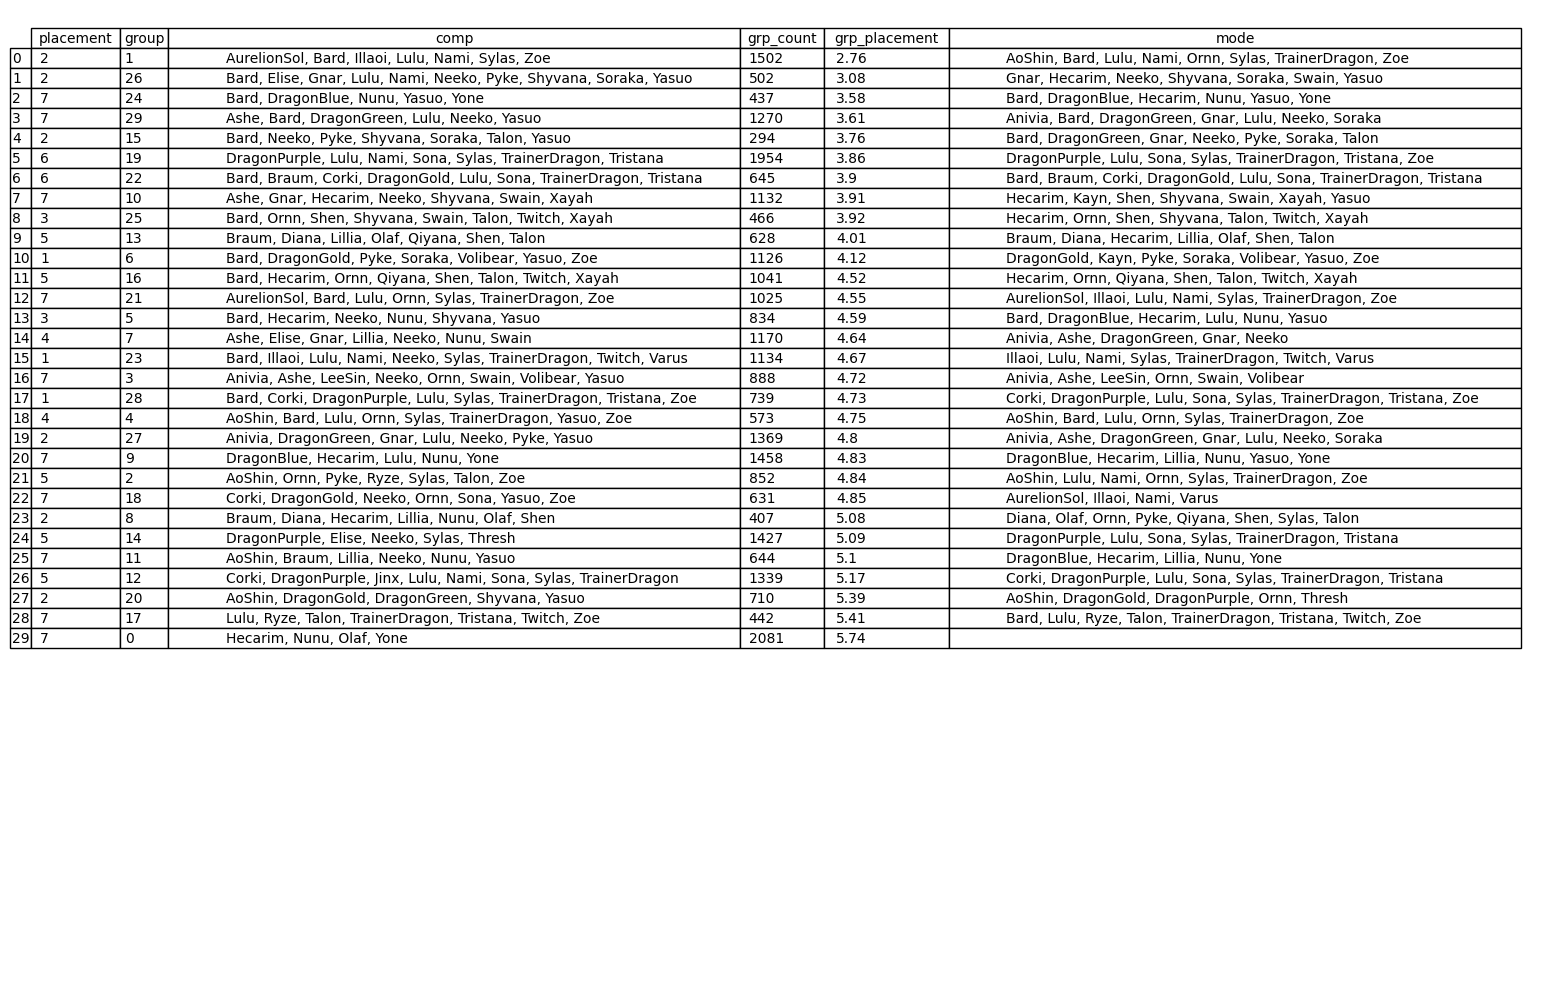 placement group comp grp_count grp_placement mode
0 2 1 AurelionSol, Bard, Illaoi, Lulu, Nami, Sylas, Zoe 1502 2.76 AoShin, Bard, Lulu, Nami, Ornn, Sylas, TrainerDragon, Zoe
1 2 26 Bard, Elise, Gnar, Lulu, Nami, Neeko, Pyke, Shyvana, Soraka, Yasuo 502 3.08 Gnar, Hecarim, Neeko, Shyvana, Soraka, Swain, Yasuo
2 7 24 Bard, DragonBlue, Nunu, Yasuo, Yone 437 3.58 Bard, DragonBlue, Hecarim, Nunu, Yasuo, Yone
3 7 29 Ashe, Bard, DragonGreen, Lulu, Neeko, Yasuo 1270 3.61 Anivia, Bard, DragonGreen, Gnar, Lulu, Neeko, Soraka
4 2 15 Bard, Neeko, Pyke, Shyvana, Soraka, Talon, Yasuo 294 3.76 Bard, DragonGreen, Gnar, Neeko, Pyke, Soraka, Talon
5 6 19 DragonPurple, Lulu, Nami, Sona, Sylas, TrainerDragon, Tristana 1954 3.86 DragonPurple, Lulu, Sona, Sylas, TrainerDragon, Tristana, Zoe
6 6 22 Bard, Braum, Corki, DragonGold, Lulu, Sona, TrainerDragon, Tristana 645 3.9 Bard, Braum, Corki, DragonGold, Lulu, Sona, TrainerDragon, Tristana
7 7 10 Ashe, Gnar, Hecarim, Neeko, Shyvana, Swain, Xayah 1132 3.91 Hecarim, Kayn, Shen, Shyvana, Swain, Xayah, Yasuo
8 3 25 Bard, Ornn, Shen, Shyvana, Swain, Talon, Twitch, Xayah 466 3.92 Hecarim, Ornn, Shen, Shyvana, Talon, Twitch, Xayah
9 5 13 Braum, Diana, Lillia, Olaf, Qiyana, Shen, Talon 628 4.01 Braum, Diana, Hecarim, Lillia, Olaf, Shen, Talon
10 1 6 Bard, DragonGold, Pyke, Soraka, Volibear, Yasuo, Zoe 1126 4.12 DragonGold, Kayn, Pyke, Soraka, Volibear, Yasuo, Zoe
11 5 16 Bard, Hecarim, Ornn, Qiyana, Shen, Talon, Twitch, Xayah 1041 4.52 Hecarim, Ornn, Qiyana, Shen, Talon, Twitch, Xayah
12 7 21 AurelionSol, Bard, Lulu, Ornn, Sylas, TrainerDragon, Zoe 1025 4.55 AurelionSol, Illaoi, Lulu, Nami, Sylas, TrainerDragon, Zoe
13 3 5 Bard, Hecarim, Neeko, Nunu, Shyvana, Yasuo 834 4.59 Bard, DragonBlue, Hecarim, Lulu, Nunu, Yasuo
14 4 7 Ashe, Elise, Gnar, Lillia, Neeko, Nunu, Swain 1170 4.64 Anivia, Ashe, DragonGreen, Gnar, Neeko
15 1 23 Bard, Illaoi, Lulu, Nami, Neeko, Sylas, TrainerDragon, Twitch, Varus 1134 4.67 Illaoi, Lulu, Nami, Sylas, TrainerDragon, Twitch, Varus
16 7 3 Anivia, Ashe, LeeSin, Neeko, Ornn, Swain, Volibear, Yasuo 888 4.72 Anivia, Ashe, LeeSin, Ornn, Swain, Volibear
17 1 28 Bard, Corki, DragonPurple, Lulu, Sylas, TrainerDragon, Tristana, Zoe 739 4.73 Corki, DragonPurple, Lulu, Sona, Sylas, TrainerDragon, Tristana, Zoe
18 4 4 AoShin, Bard, Lulu, Ornn, Sylas, TrainerDragon, Yasuo, Zoe 573 4.75 AoShin, Bard, Lulu, Ornn, Sylas, TrainerDragon, Zoe
19 2 27 Anivia, DragonGreen, Gnar, Lulu, Neeko, Pyke, Yasuo 1369 4.8 Anivia, Ashe, DragonGreen, Gnar, Lulu, Neeko, Soraka
20 7 9 DragonBlue, Hecarim, Lulu, Nunu, Yone 1458 4.83 DragonBlue, Hecarim, Lillia, Nunu, Yasuo, Yone
21 5 2 AoShin, Ornn, Pyke, Ryze, Sylas, Talon, Zoe 852 4.84 AoShin, Lulu, Nami, Ornn, Sylas, TrainerDragon, Zoe
22 7 18 Corki, DragonGold, Neeko, Ornn, Sona, Yasuo, Zoe 631 4.85 AurelionSol, Illaoi, Nami, Varus
23 2 8 Braum, Diana, Hecarim, Lillia, Nunu, Olaf, Shen 407 5.08 Diana, Olaf, Ornn, Pyke, Qiyana, Shen, Sylas, Talon
24 5 14 DragonPurple, Elise, Neeko, Sylas, Thresh 1427 5.09 DragonPurple, Lulu, Sona, Sylas, TrainerDragon, Tristana
25 7 11 AoShin, Braum, Lillia, Neeko, Nunu, Yasuo 644 5.1 DragonBlue, Hecarim, Lillia, Nunu, Yone
26 5 12 Corki, DragonPurple, Jinx, Lulu, Nami, Sona, Sylas, TrainerDragon 1339 5.17 Corki, DragonPurple, Lulu, Sona, Sylas, TrainerDragon, Tristana
27 2 20 AoShin, DragonGold, DragonGreen, Shyvana, Yasuo 710 5.39 AoShin, DragonGold, DragonPurple, Ornn, Thresh
28 7 17 Lulu, Ryze, Talon, TrainerDragon, Tristana, Twitch, Zoe 442 5.41 Bard, Lulu, Ryze, Talon, TrainerDragon, Tristana, Twitch, Zoe
29 7 0 Hecarim, Nunu, Olaf, Yone 2081 5.74